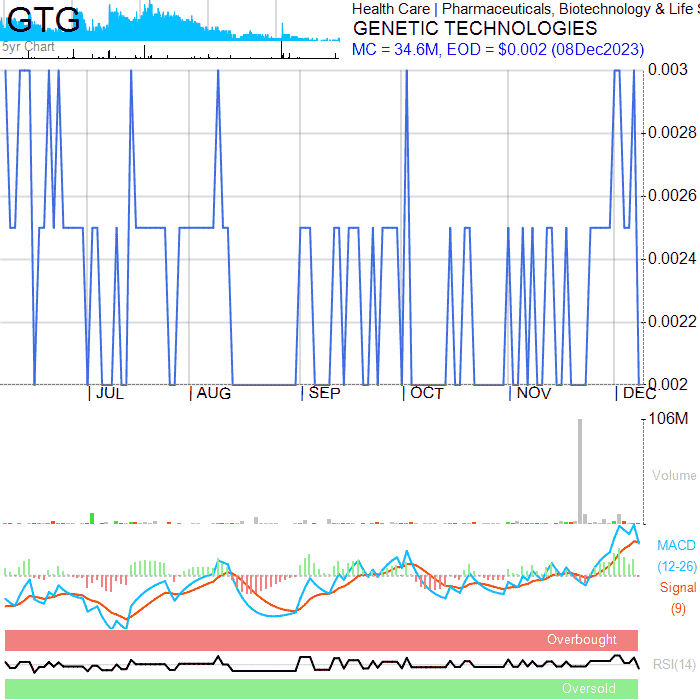 GTG
5yr Chart
Health Care | Pharmaceuticals, Biotechnology & Life S
GENETIC TECHNOLOGIES
MC = 34.6M, EOD = $0.002 (08Dec2023)
0.003
0.0028
0.0026
0.0024
0.0022
0.002
JUL AUG SEP OCT NOV DEC
106M
Volume
MACD
(12-26)
Signal
(9)
Overbought
RSI(14)
Oversold